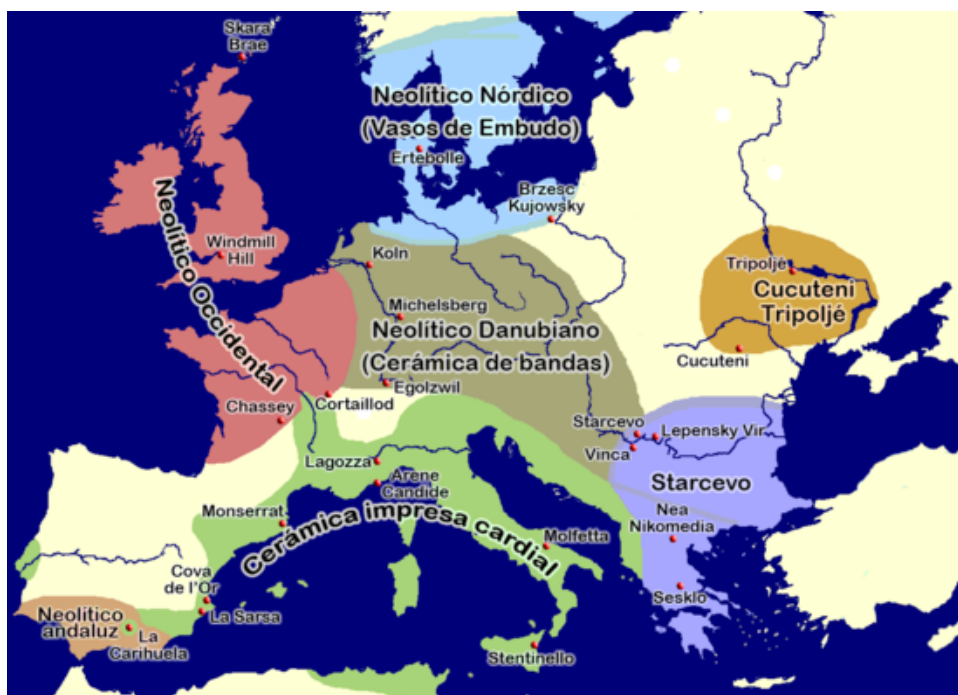 Skara
Brae
Neolítico Nórdico
(Vasos de Embudo)
Ertebolle
Brzesc
Kujowsky
Neolítico Occidental
Windmill
Hill
Koln
Tripoljé
Cucuteni
Tripoljé
Michelsberg
Neolítico Danubiano
(Cerámica de bandas)
Cucuteni
Egolzwil
Cortaillod
Chassey
Starcevo
Lepensky Vir
Vinca
Lagozza
Arene
Candide
Starcevo
Monserrat
Cerámica impresa cardial
Nea
Nikomedia
Molfetta
Cova
de l'Or
Sesklo
La Sarsa
Neolítico
andaluz
La
Carihuela
Stentinello